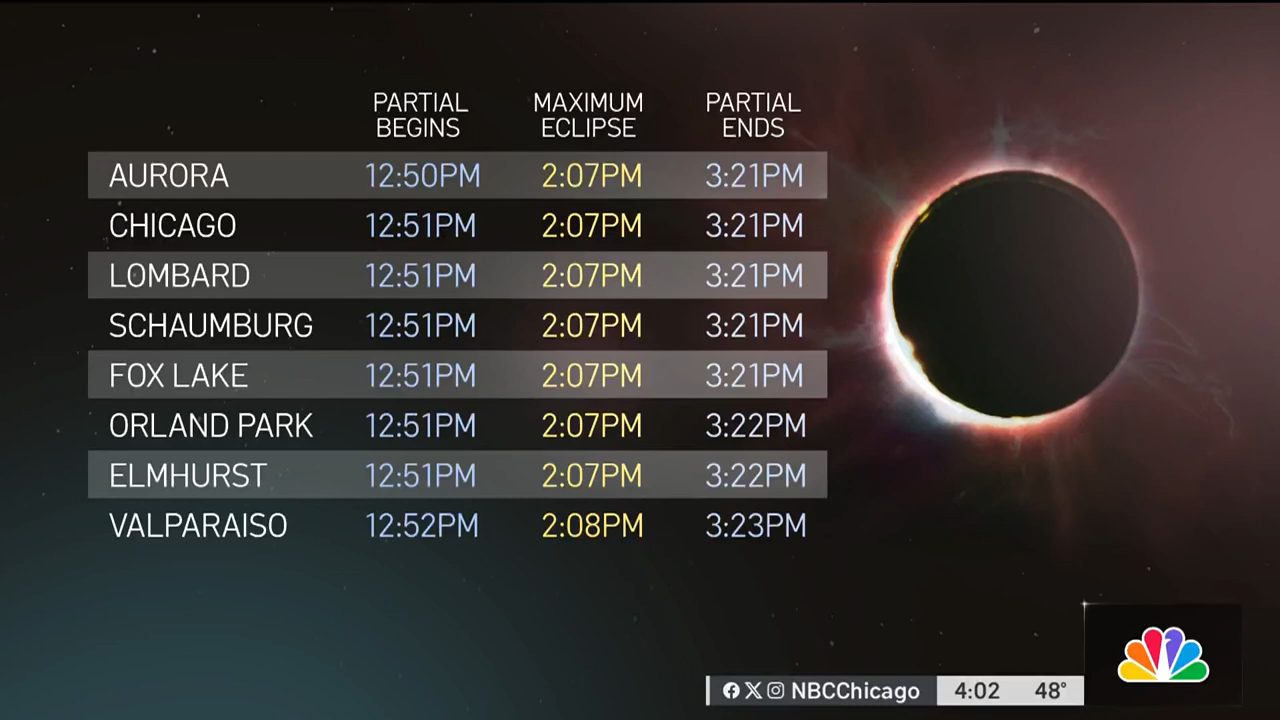 PARTIAL BEGINS MAXIMUM ECLIPSE PARTIAL ENDS
AURORA 12:50PM 2:07PM 3:21PM
CHICAGO 12:51PM 2:07PM 3:21PM
LOMBARD 12:51PM 2:07PM 3:21PM
SCHAUMBURG 12:51PM 2:07PM 3:21PM
FOX LAKE 12:51PM 2:07PM 3:21PM
ORLAND PARK 12:51PM 2:07PM 3:22PM
ELMHURST 12:51PM 2:07PM 3:22PM
VALPARAISO 12:52PM 2:08PM 3:23PM
NBCChicago 4:02 48°